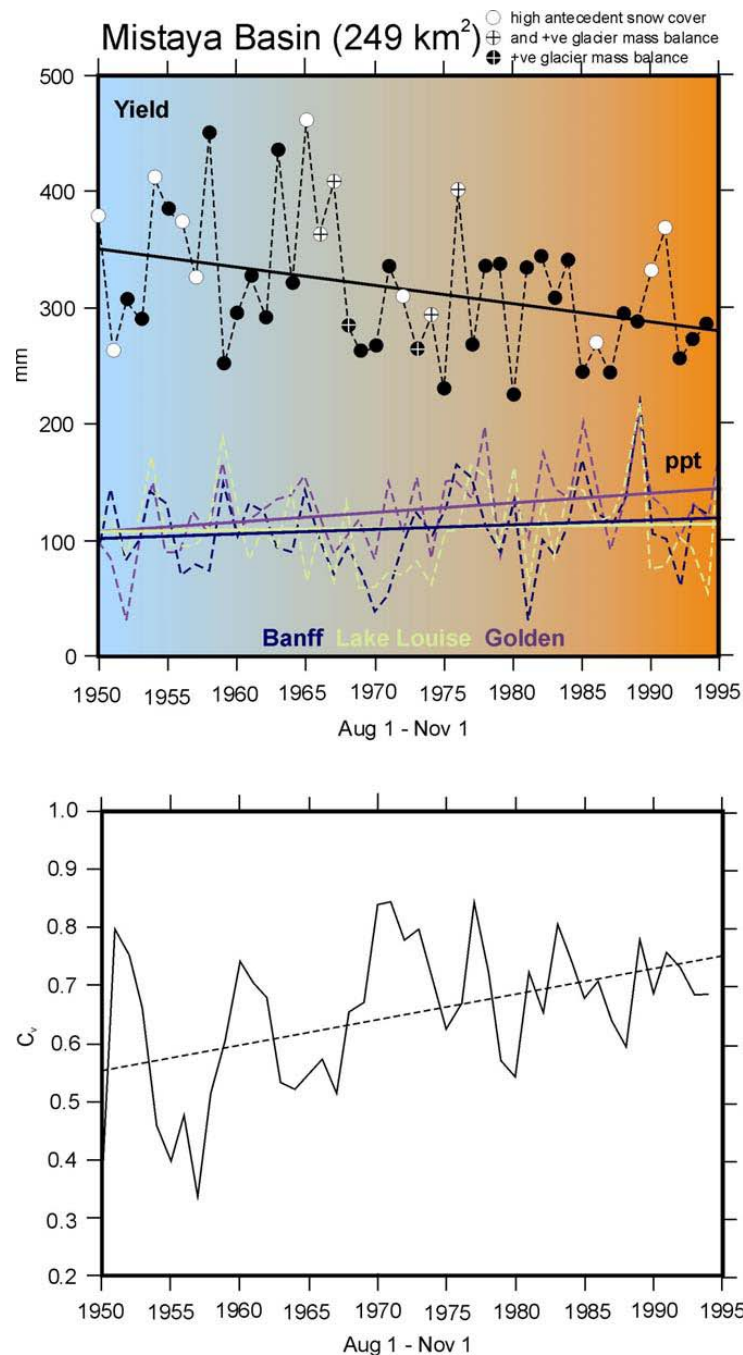 Mistaya Basin (249 km²)
high antecedent snow cover
and +ve glacier mass balance
+ve glacier mass balance
500
Yield
400
300
mm
200
ppt
100
Banff Lake Louise Golden
0
1950 1955 1960 1965 1970 1975 1980 1985 1990 1995
Aug 1 - Nov 1
1.0
0.9
0.8
0.7
Cv
0.6
0.5
0.4
0.3
0.2
1950 1955 1960 1965 1970 1975 1980 1985 1990 1995
Aug 1 - Nov 1